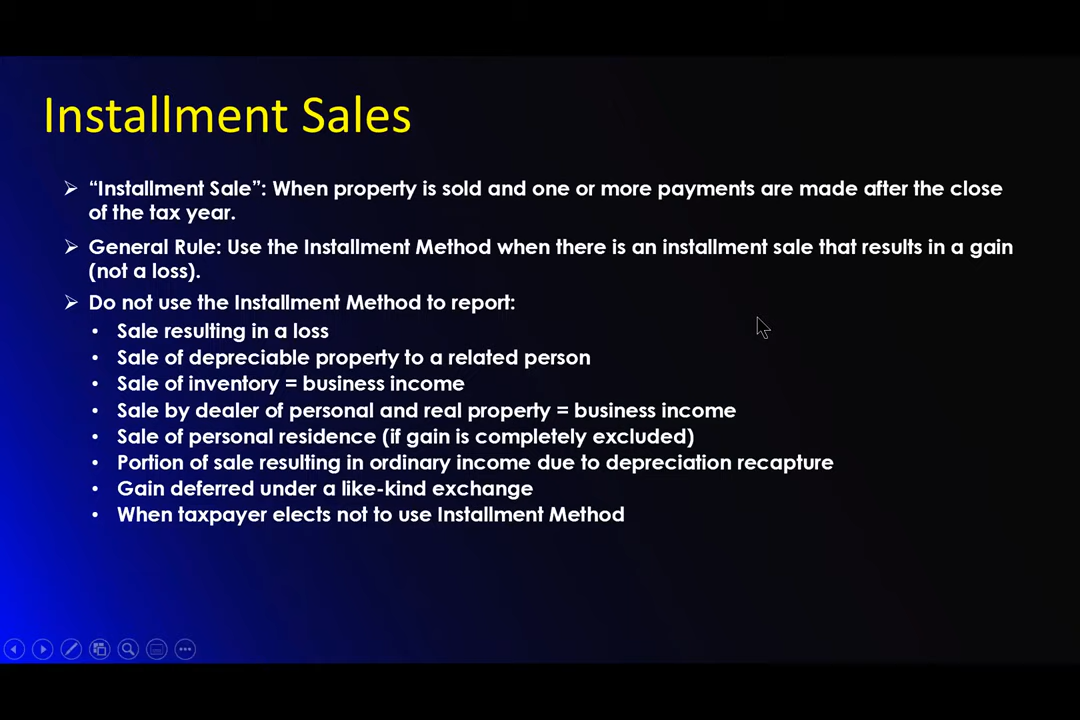 Installment Sales
➢ “Installment Sale”: When property is sold and one or more payments are made after the close
of the tax year.
➢ General Rule: Use the Installment Method when there is an installment sale that results in a gain
(not a loss).
➢ Do not use the Installment Method to report:
• Sale resulting in a loss
• Sale of depreciable property to a related person
• Sale of inventory = business income
• Sale by dealer of personal and real property = business income
• Sale of personal residence (if gain is completely excluded)
• Portion of sale resulting in ordinary income due to depreciation recapture
• Gain deferred under a like-kind exchange
• When taxpayer elects not to use Installment Method